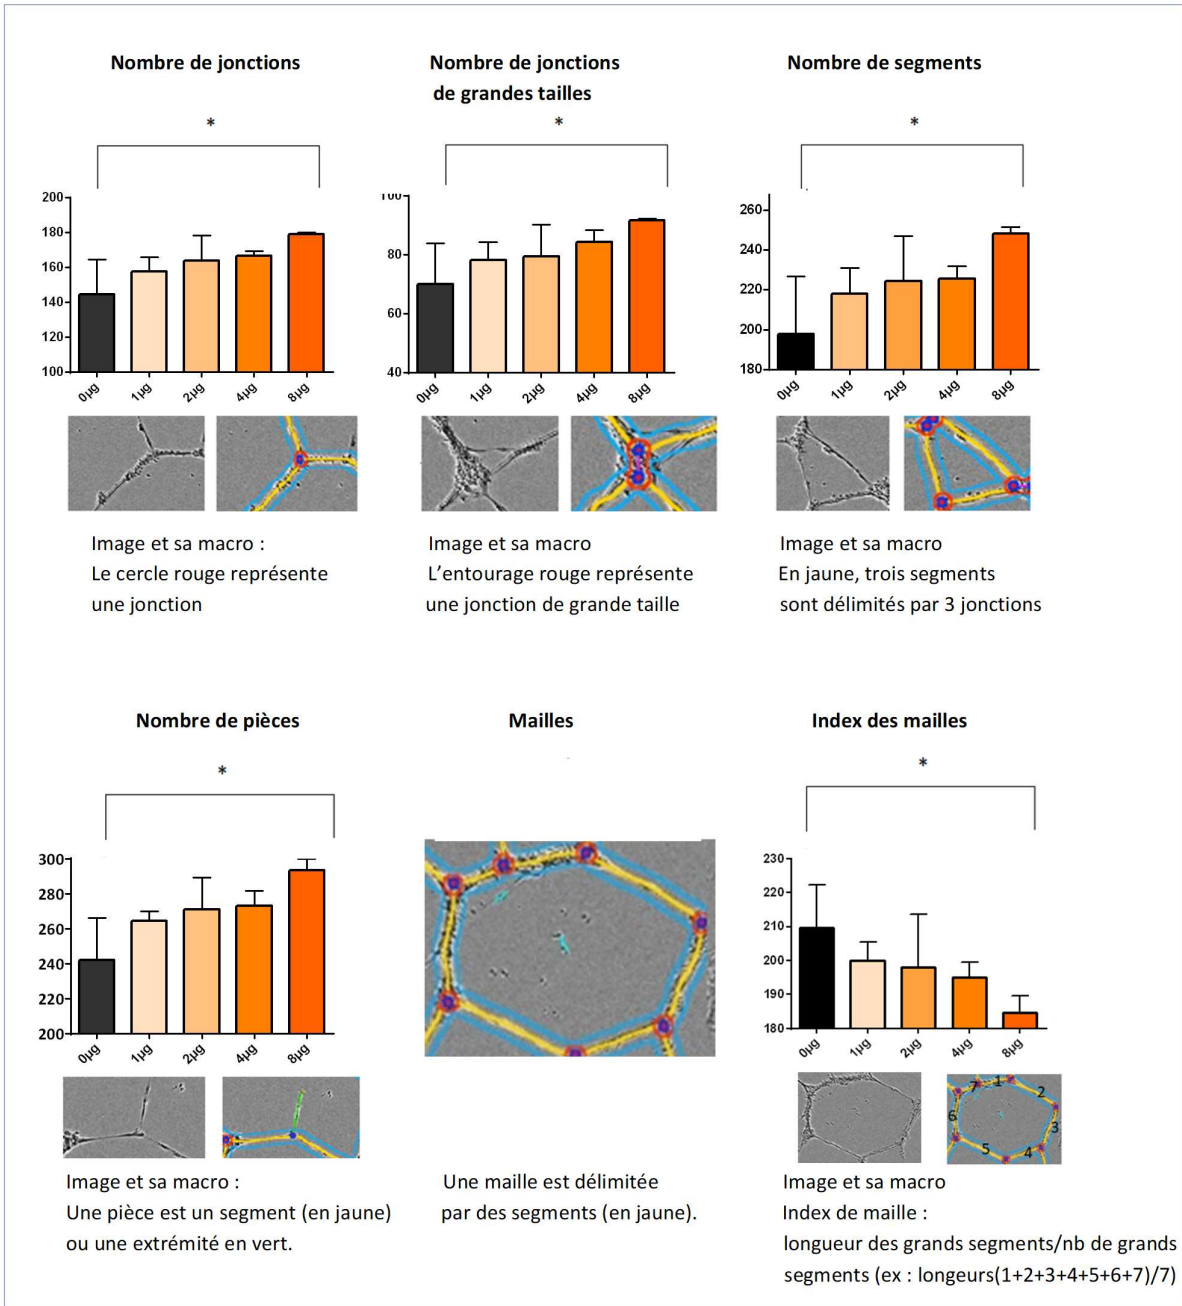 Nombre de jonctions
*
200
180
160
140
120
100
0µg
1µg
2µg
4µg
8µg
Image et sa macro :
Le cercle rouge représente
une jonction
Nombre de jonctions
de grandes tailles
*
100
80
60
40
0µg
1µg
2µg
4µg
8µg
Image et sa macro
L'entourage rouge représente
une jonction de grande taille
Nombre de segments
*
260
240
220
200
180
0µg
1µg
2µg
4µg
8µg
Image et sa macro
En jaune, trois segments
sont délimités par 3 jonctions
Nombre de pièces
*
300
280
260
240
220
200
0µg
1µg
2µg
4µg
8µg
Image et sa macro :
Une pièce est un segment (en jaune)
ou une extrémité en vert.
Mailles
Une maille est délimitée
par des segments (en jaune).
Index des mailles
*
230
220
210
200
190
180
0µg
1µg
2µg
4µg
8µg
7 1 2
6 3
5 4
Image et sa macro
Index de maille :
longueur des grands segments/nb de grands
segments (ex : longeurs(1+2+3+4+5+6+7)/7)